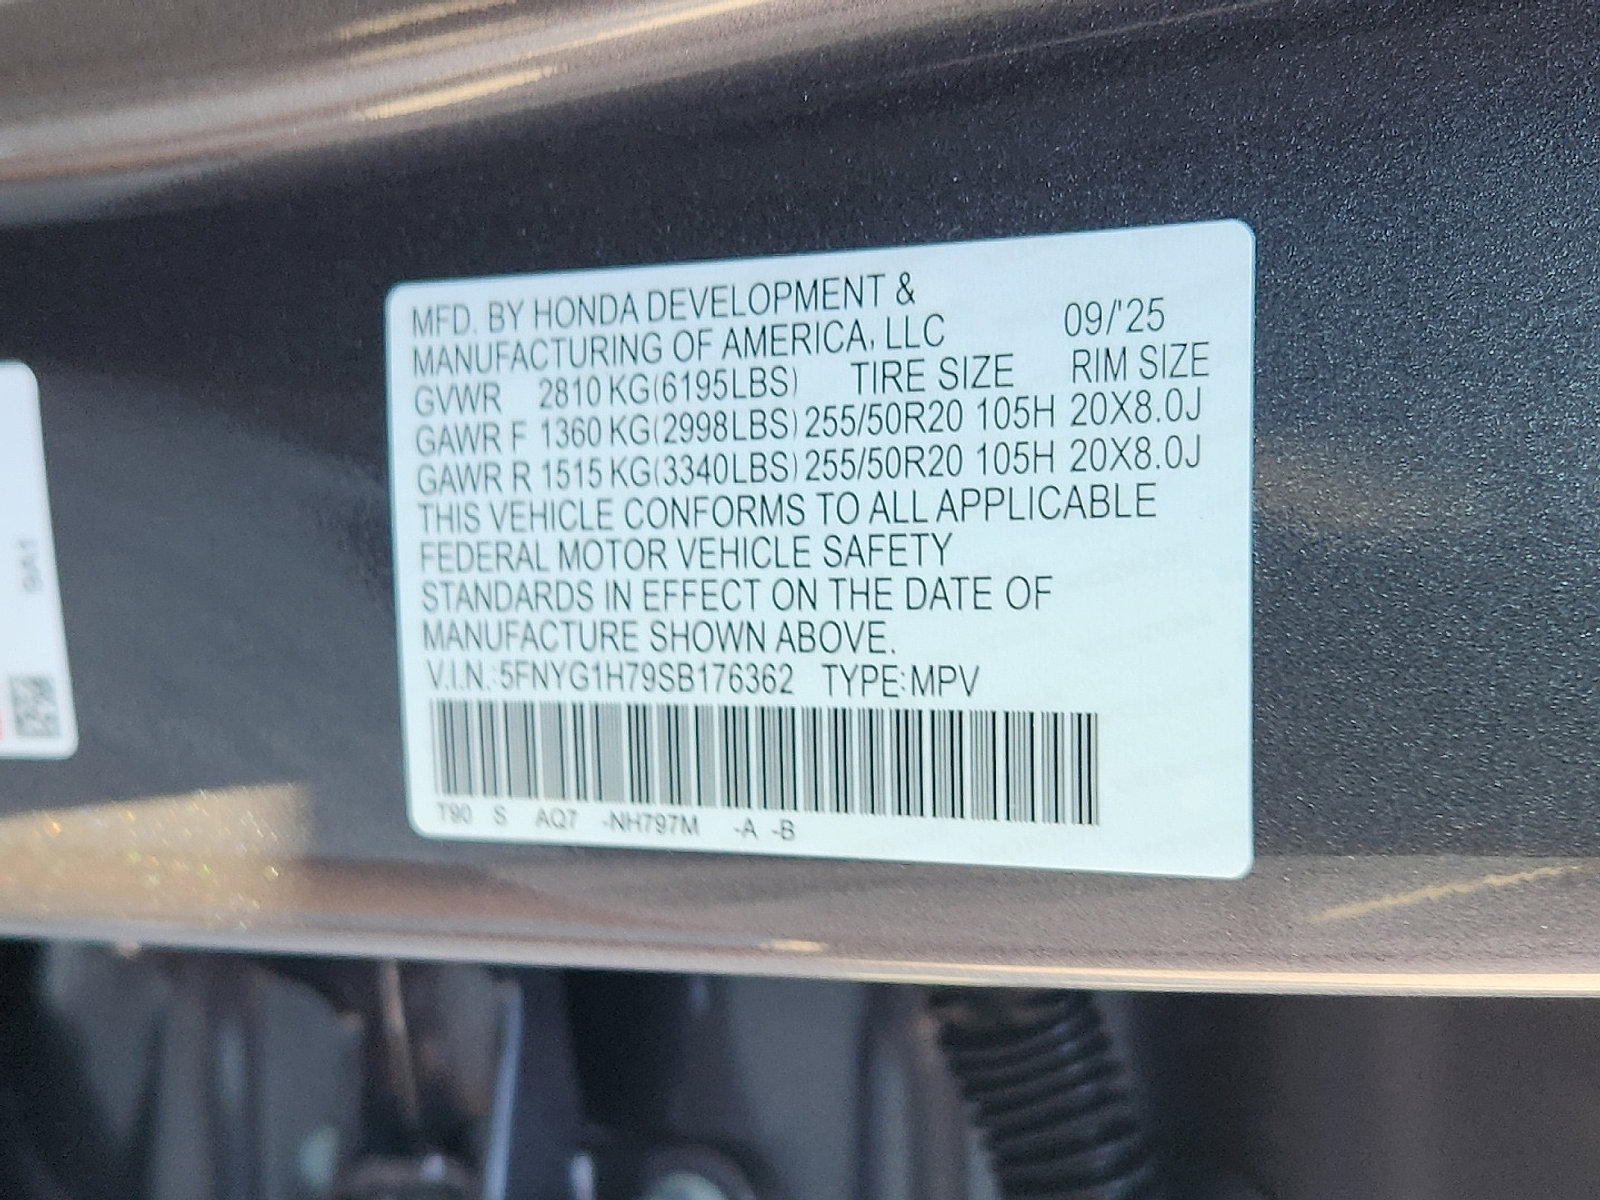 MFD. BY HONDA DEVELOPMENT &
MANUFACTURING OF AMERICA, LLC 09/'25
GVWR 2810 KG(6195LBS) TIRE SIZE RIM SIZE
GAWR F 1360 KG(2998LBS) 255/50R20 105H 20X8.0J
GAWR R 1515 KG(3340LBS) 255/50R20 105H 20X8.0J
THIS VEHICLE CONFORMS TO ALL APPLICABLE
FEDERAL MOTOR VEHICLE SAFETY
STANDARDS IN EFFECT ON THE DATE OF
MANUFACTURE SHOWN ABOVE.
V.I.N.:5FNYG1H79SB176362 TYPE:MPV
T90 S AQ7 -NH797M -A -B